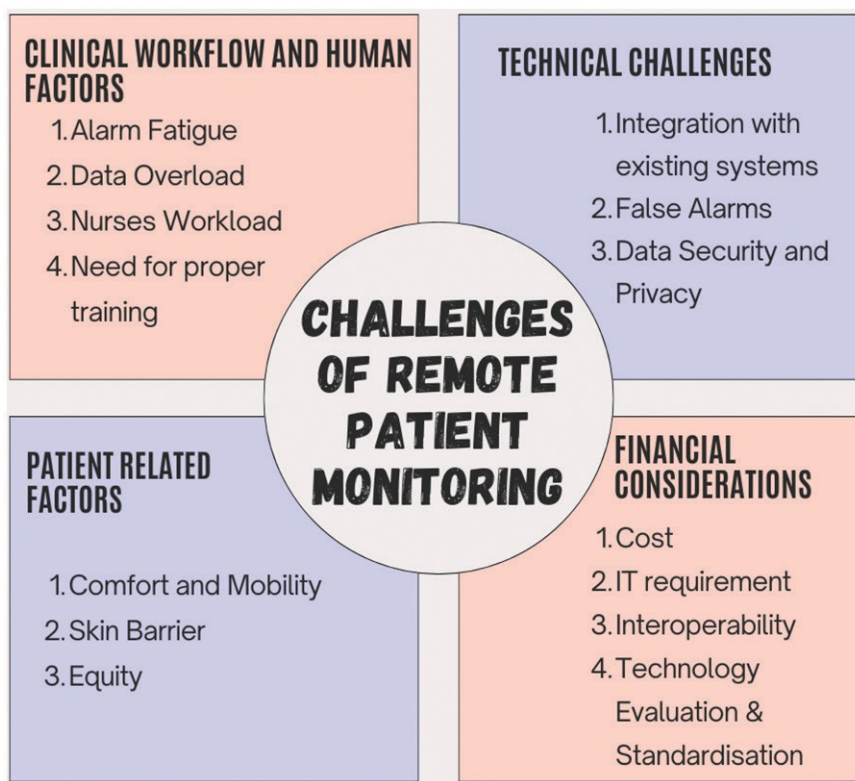 CLINICAL WORKFLOW AND HUMAN
FACTORS
1. Alarm Fatigue
2. Data Overload
3. Nurses Workload
4. Need for proper
training
TECHNICAL CHALLENGES
1. Integration with
existing systems
2. False Alarms
3. Data Security and
Privacy
CHALLENGES
OF REMOTE
PATIENT
MONITORING
PATIENT RELATED
FACTORS
1. Comfort and Mobility
2. Skin Barrier
3. Equity
FINANCIAL
CONSIDERATIONS
1. Cost
2. IT requirement
3. Interoperability
4. Technology
Evaluation &
Standardisation